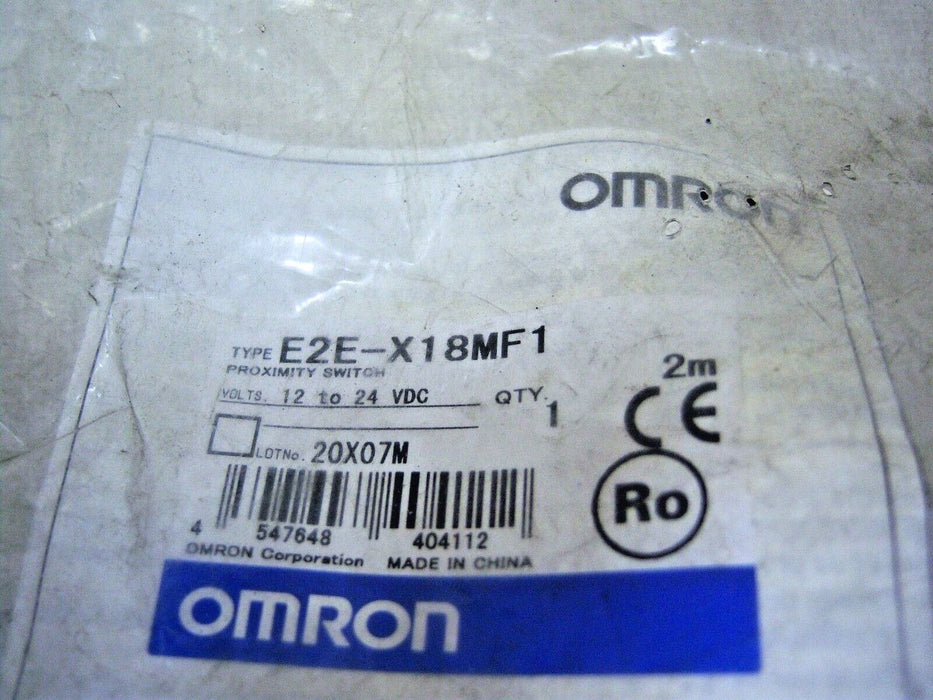 OMRON
TYPE E2E-X18MF1
PROXIMITY SWITCH
2m
VOLTS. 12 to 24 VDC QTY. 1
CE
LOTNo. 20X07M
Ro
4 547648 404112
OMRON Corporation MADE IN CHINA
OMRON